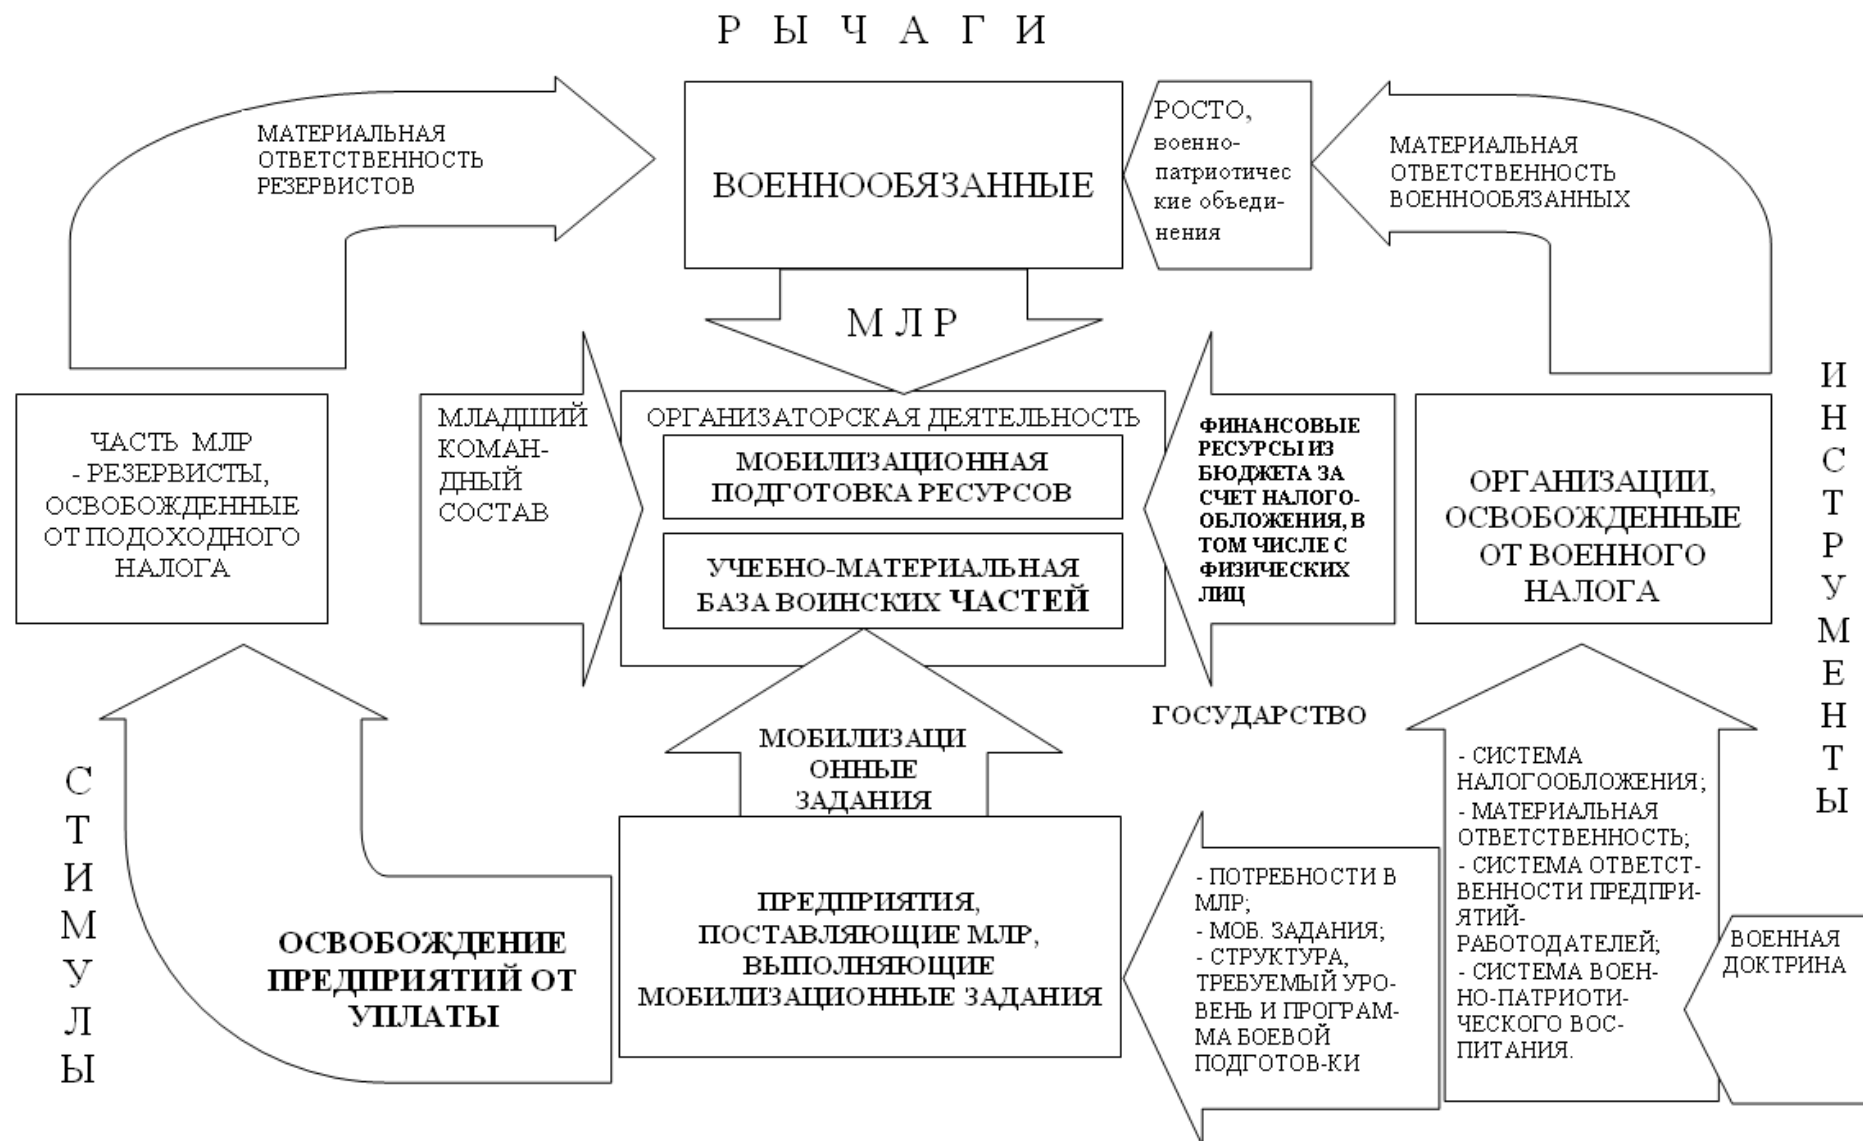 РЫЧАГИ
МАТЕРИАЛЬНАЯ
ОТВЕТСТВЕННОСТЬ
РЕЗЕРВИСТОВ
ВОЕННООБЯЗАННЫЕ
РОСТО,
военно-
патриотичес
кие объеди-
нения
МАТЕРИАЛЬНАЯ
ОТВЕТСТВЕННОСТЬ
ВОЕННООБЯЗАННЫХ
МЛР
ЧАСТЬ МЛР
- РЕЗЕРВИСТЫ,
ОСВОБОЖДЕННЫЕ
ОТ ПОДОХОДНОГО
НАЛОГА
МЛАДШИЙ
КОМАН-
ДНЫЙ
СОСТАВ
ОРГАНИЗАТОРСКАЯ ДЕЯТЕЛЬНОСТЬ
МОБИЛИЗАЦИОННАЯ
ПОДГОТОВКА РЕСУРСОВ
УЧЕБНО-МАТЕРИАЛЬНАЯ
БАЗА ВОИНСКИХ ЧАСТЕЙ
ФИНАНСОВЫЕ
РЕСУРСЫ ИЗ
БЮДЖЕТА ЗА
СЧЕТ НАЛОГО-
ОБЛОЖЕНИЯ, В
ТОМ ЧИСЛЕ С
ФИЗИЧЕСКИХ
ЛИЦ
ОРГАНИЗАЦИИ,
ОСВОБОЖДЕННЫЕ
ОТ ВОЕННОГО
НАЛОГА
ИНСТРУМЕНТЫ
ГОСУДАРСТВО
СТИМУЛЫ
ОСВОБОЖДЕНИЕ
ПРЕДПРИЯТИЙ ОТ
УПЛАТЫ
МОБИЛИЗАЦИ
ОННЫЕ
ЗАДАНИЯ
ПРЕДПРИЯТИЯ,
ПОСТАВЛЯЮЩИЕ МЛР,
ВЫПОЛНЯЮЩИЕ
МОБИЛИЗАЦИОННЫЕ ЗАДАНИЯ
- ПОТРЕБНОСТИ В
МЛР;
- МОБ. ЗАДАНИЯ;
- СТРУКТУРА,
ТРЕБУЕМЫЙ УРО-
ВЕНЬ И ПРОГРАМ-
МА БОЕВОЙ
ПОДГОТОВ-КИ
- СИСТЕМА
НАЛОГООБЛОЖЕНИЯ;
- МАТЕРИАЛЬНАЯ
ОТВЕТСТВЕННОСТЬ;
- СИСТЕМА ОТВЕТСТ-
ВЕННОСТИ ПРЕДПРИ-
ЯТИЙ-
РАБОТОДАТЕЛЕЙ;
- СИСТЕМА ВОЕН-
НО-ПАТРИОТИ-
ЧЕСКОГО ВОС-
ПИТАНИЯ.
ВОЕННАЯ
ДОКТРИНА